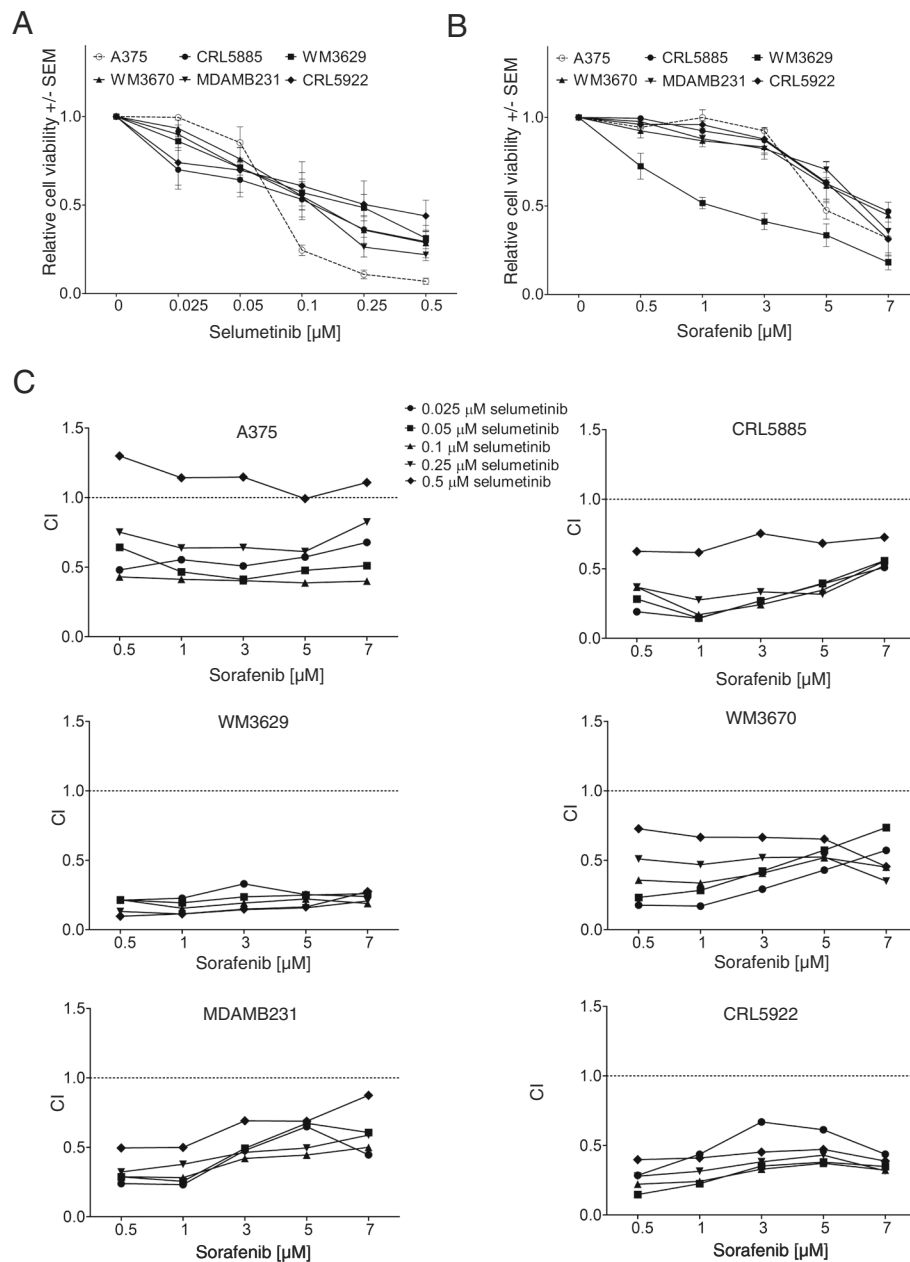 A
A375 CRL5885 WM3629
WM3670 MDAMB231 CRL5922
Relative cell viability +/- SEM
1.0
0.5
0.0
0 0.025 0.05 0.1 0.25 0.5
Selumetinib [µM]
B
A375 CRL5885 WM3629
WM3670 MDAMB231 CRL5922
Relative cell viability +/- SEM
1.0
0.5
0.0
0 0.5 1 3 5 7
Sorafenib [µM]
C
0.025 µM selumetinib
0.05 µM selumetinib
0.1 µM selumetinib
0.25 µM selumetinib
0.5 µM selumetinib
A375
CI
1.5
1.0
0.5
0.0
0.5 1 3 5 7
Sorafenib [µM]
CRL5885
CI
1.5
1.0
0.5
0.0
0.5 1 3 5 7
Sorafenib [µM]
WM3629
CI
1.5
1.0
0.5
0.0
0.5 1 3 5 7
Sorafenib [µM]
WM3670
CI
1.5
1.0
0.5
0.0
0.5 1 3 5 7
Sorafenib [µM]
MDAMB231
CI
1.5
1.0
0.5
0.0
0.5 1 3 5 7
Sorafenib [µM]
CRL5922
CI
1.5
1.0
0.5
0.0
0.5 1 3 5 7
Sorafenib [µM]